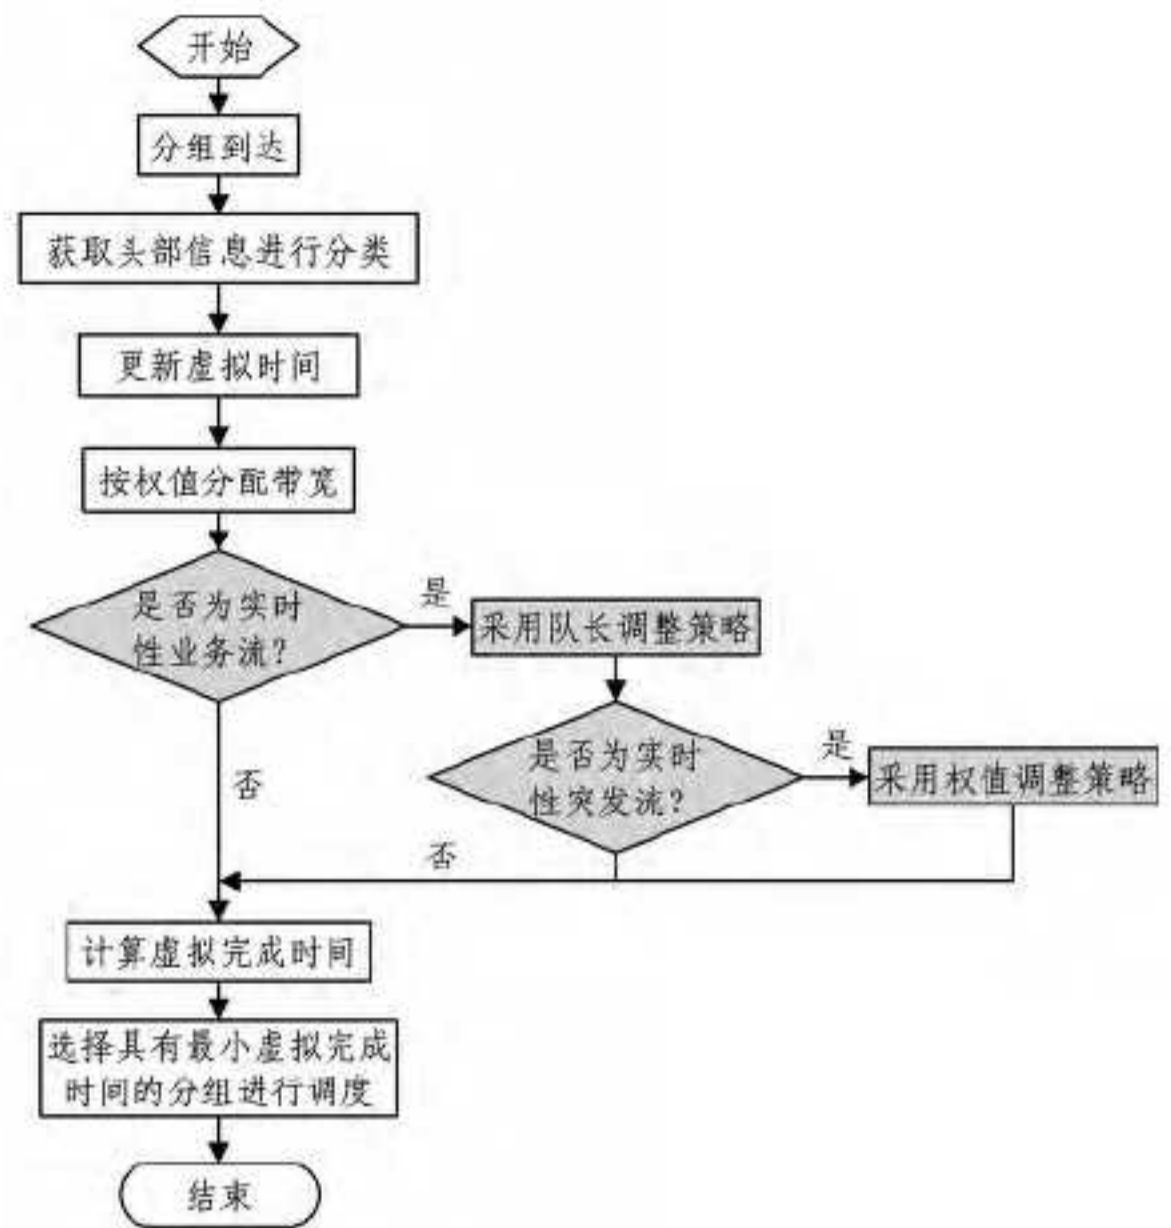 开始
分组到达
获取头部信息进行分类
更新虚拟时间
按权值分配带宽
是否为实时
性业务流?
是
采用队长调整策略
否
是否为实时
性突发流?
是
采用权值调整策略
否
计算虚拟完成时间
选择具有最小虚拟完成
时间的分组进行调度
结束